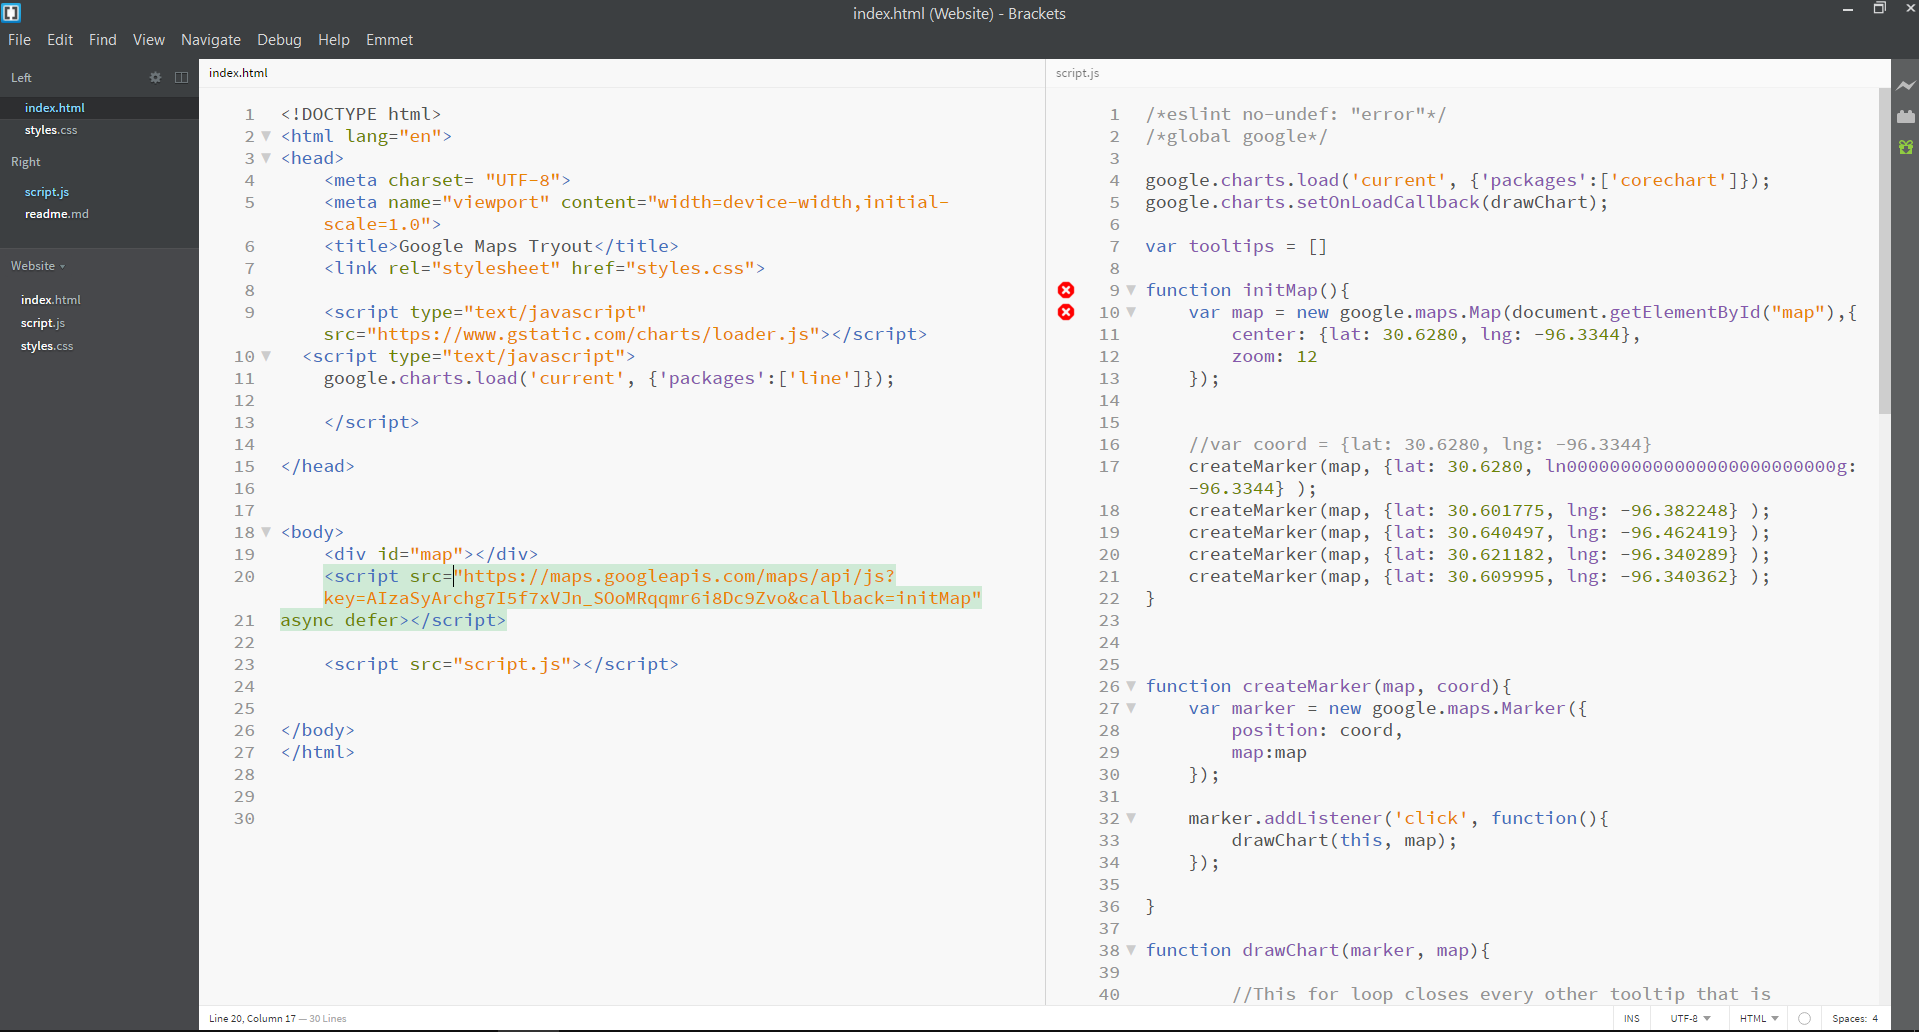 index.html (Website) - Brackets
File Edit Find View Navigate Debug Help Emmet
Left
index.html
styles.css
Right
script.js
readme.md
Website
index.html
script.js
styles.css
index.html
1 <!DOCTYPE html>
2 <html lang="en">
3 <head>
4 <meta charset= "UTF-8">
5 <meta name="viewport" content="width=device-width,initial-
scale=1.0">
6 <title>Google Maps Tryout</title>
7 <link rel="stylesheet" href="styles.css">
8
9 <script type="text/javascript"
src="https://www.gstatic.com/charts/loader.js"></script>
10 <script type="text/javascript">
11 google.charts.load('current', {'packages':['line']});
12
13 </script>
14
15 </head>
16
17
18 <body>
19 <div id="map"></div>
20 <script src="https://maps.googleapis.com/maps/api/js?
key=AIzaSyArchg7I5f7xVJn_SOoMRqqmr6i8Dc9Zvo&callback=initMap"
21 async defer></script>
22
23 <script src="script.js"></script>
24
25
26 </body>
27 </html>
28
29
30
script.js
1 /*eslint no-undef: "error"*/
2 /*global google*/
3
4 google.charts.load('current', {'packages':['corechart']});
5 google.charts.setOnLoadCallback(drawChart);
6
7 var tooltips = []
8
9 function initMap(){
10 var map = new google.maps.Map(document.getElementById("map"),{
11 center: {lat: 30.6280, lng: -96.3344},
12 zoom: 12
13 });
14
15
16 //var coord = {lat: 30.6280, lng: -96.3344}
17 createMarker(map, {lat: 30.6280, ln0000000000000000000000000g:
-96.3344} );
18 createMarker(map, {lat: 30.601775, lng: -96.382248} );
19 createMarker(map, {lat: 30.640497, lng: -96.462419} );
20 createMarker(map, {lat: 30.621182, lng: -96.340289} );
21 createMarker(map, {lat: 30.609995, lng: -96.340362} );
22 }
23
24
25
26 function createMarker(map, coord){
27 var marker = new google.maps.Marker({
28 position: coord,
29 map:map
30 });
31
32 marker.addListener('click', function(){
33 drawChart(this, map);
34 });
35
36 }
37
38 function drawChart(marker, map){
39
40 //This for loop closes every other tooltip that is
Line 20, Column 17 — 30 Lines
INS UTF-8 HTML Spaces: 4